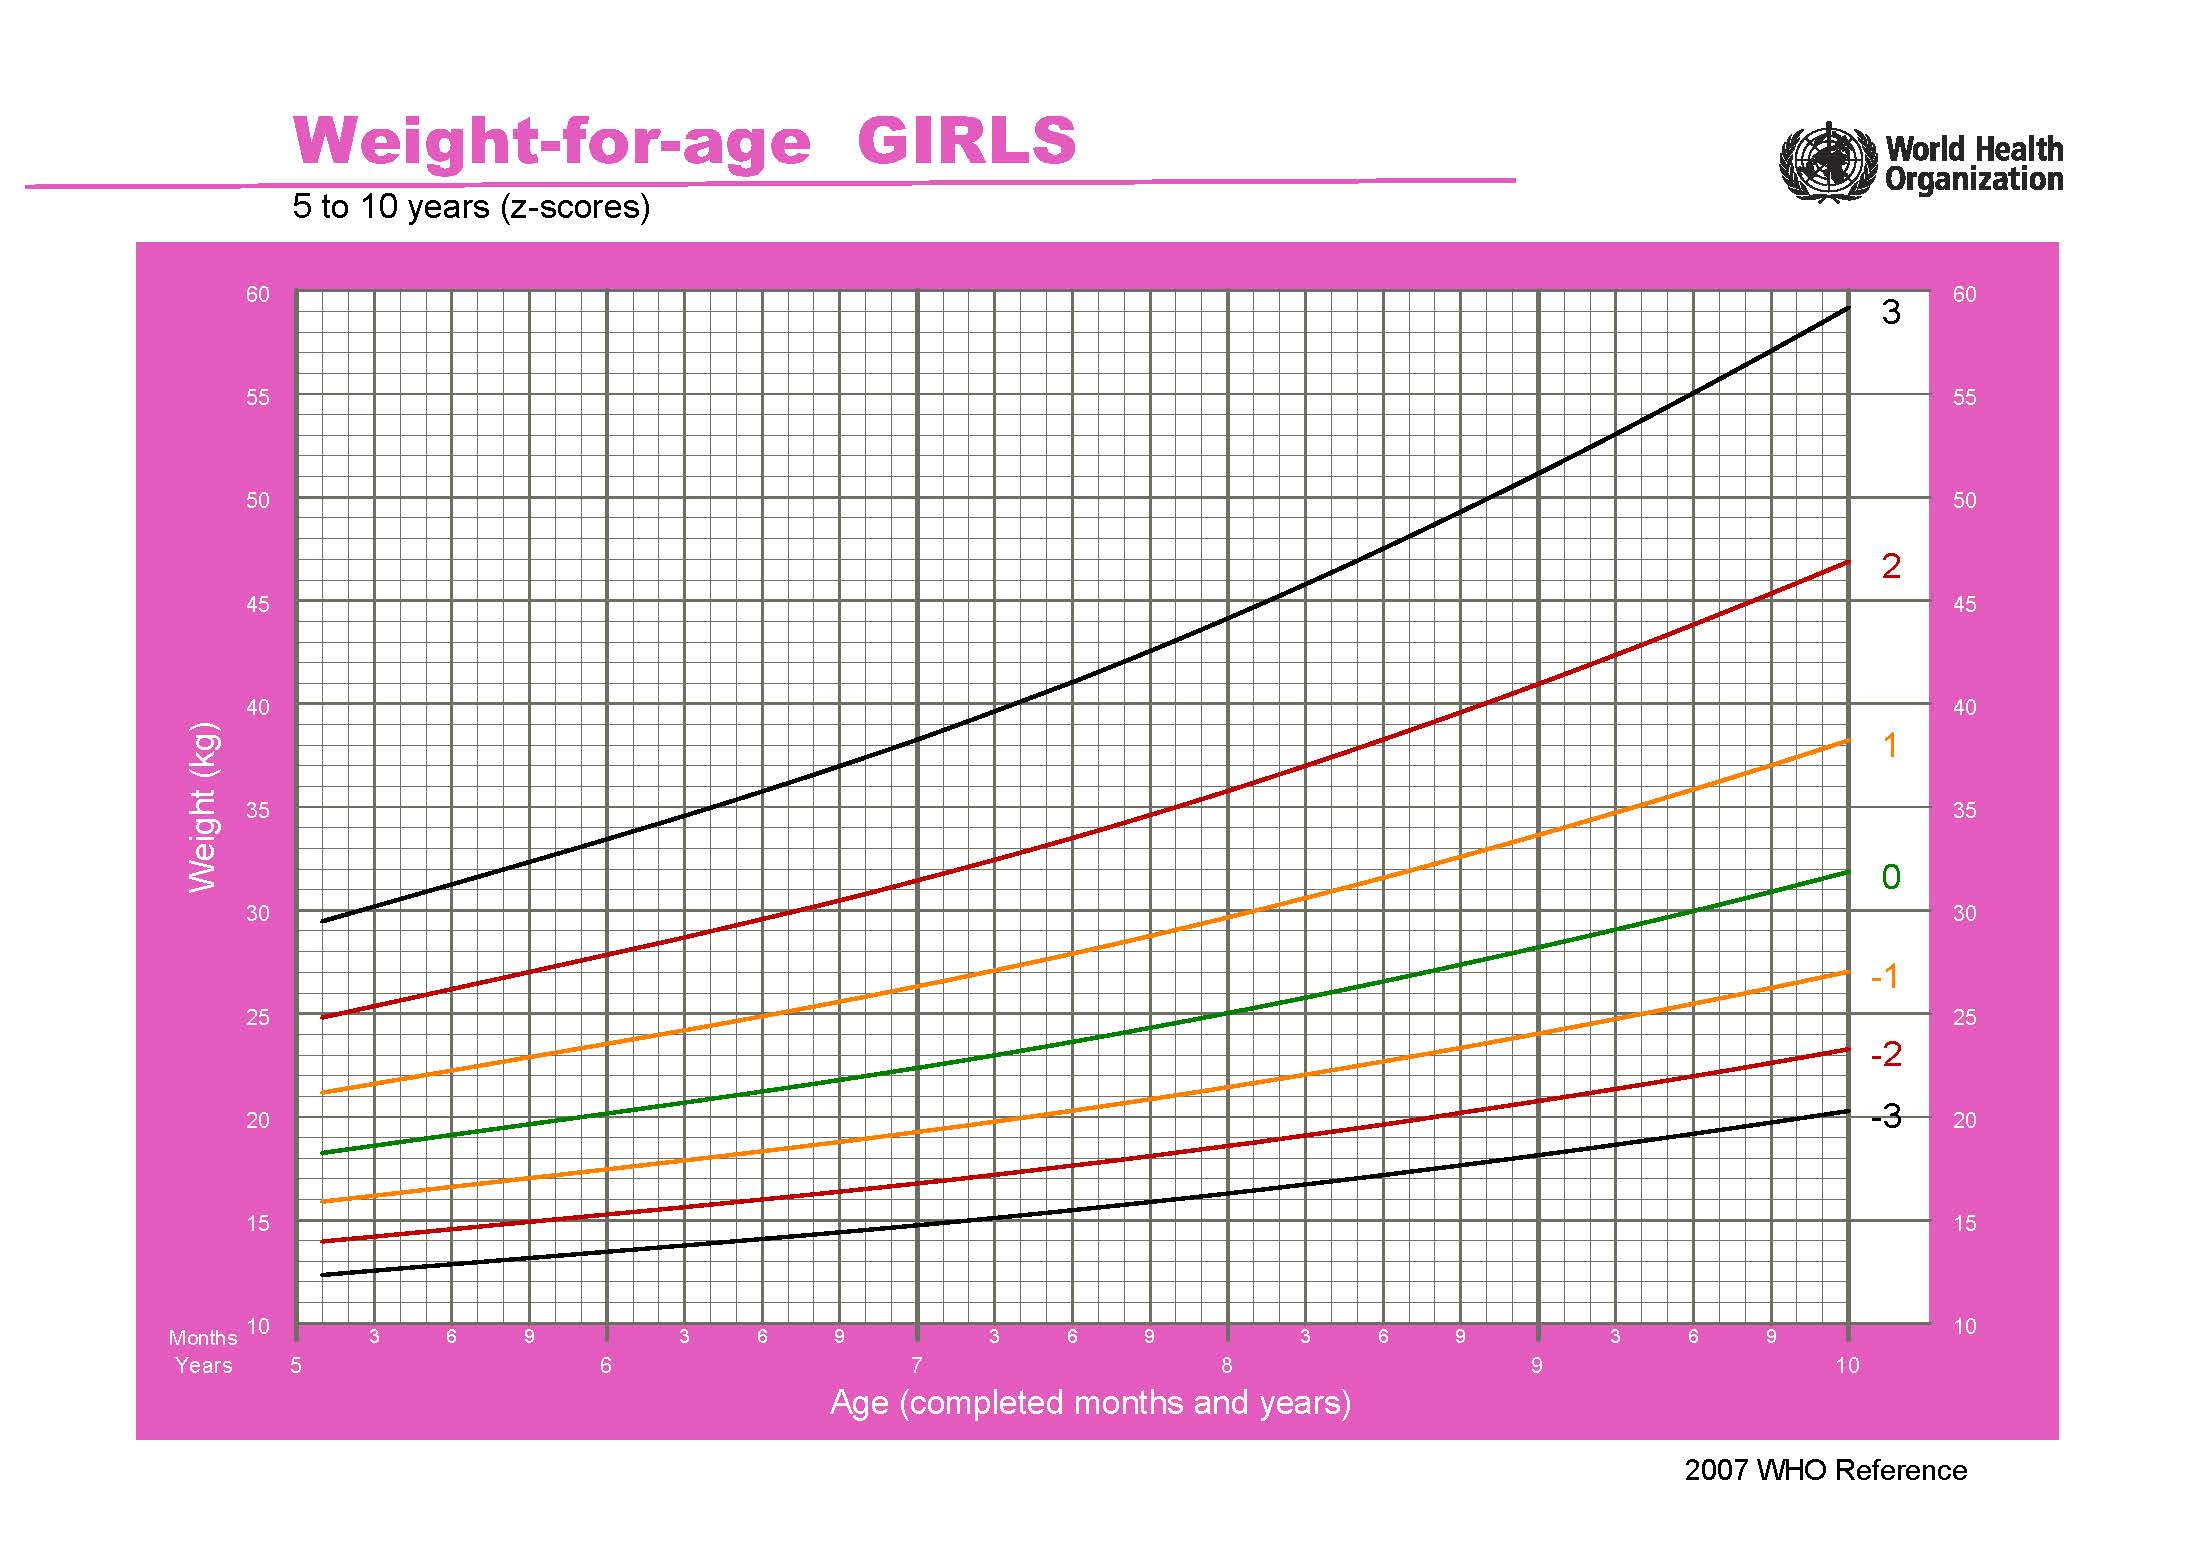 Weight-for-age GIRLS
5 to 10 years (z-scores)
World Health
Organization
60 60
3
55 55
50 50
2
45 45
40 40
1
Weight (kg)
35 35
0
30 30
-1
25 25
-2
20 20
-3
15 15
10 10
Months 3 6 9 3 6 9 3 6 9 3 6 9 3 6 9
Years 5 6 7 8 9 10
Age (completed months and years)
2007 WHO Reference